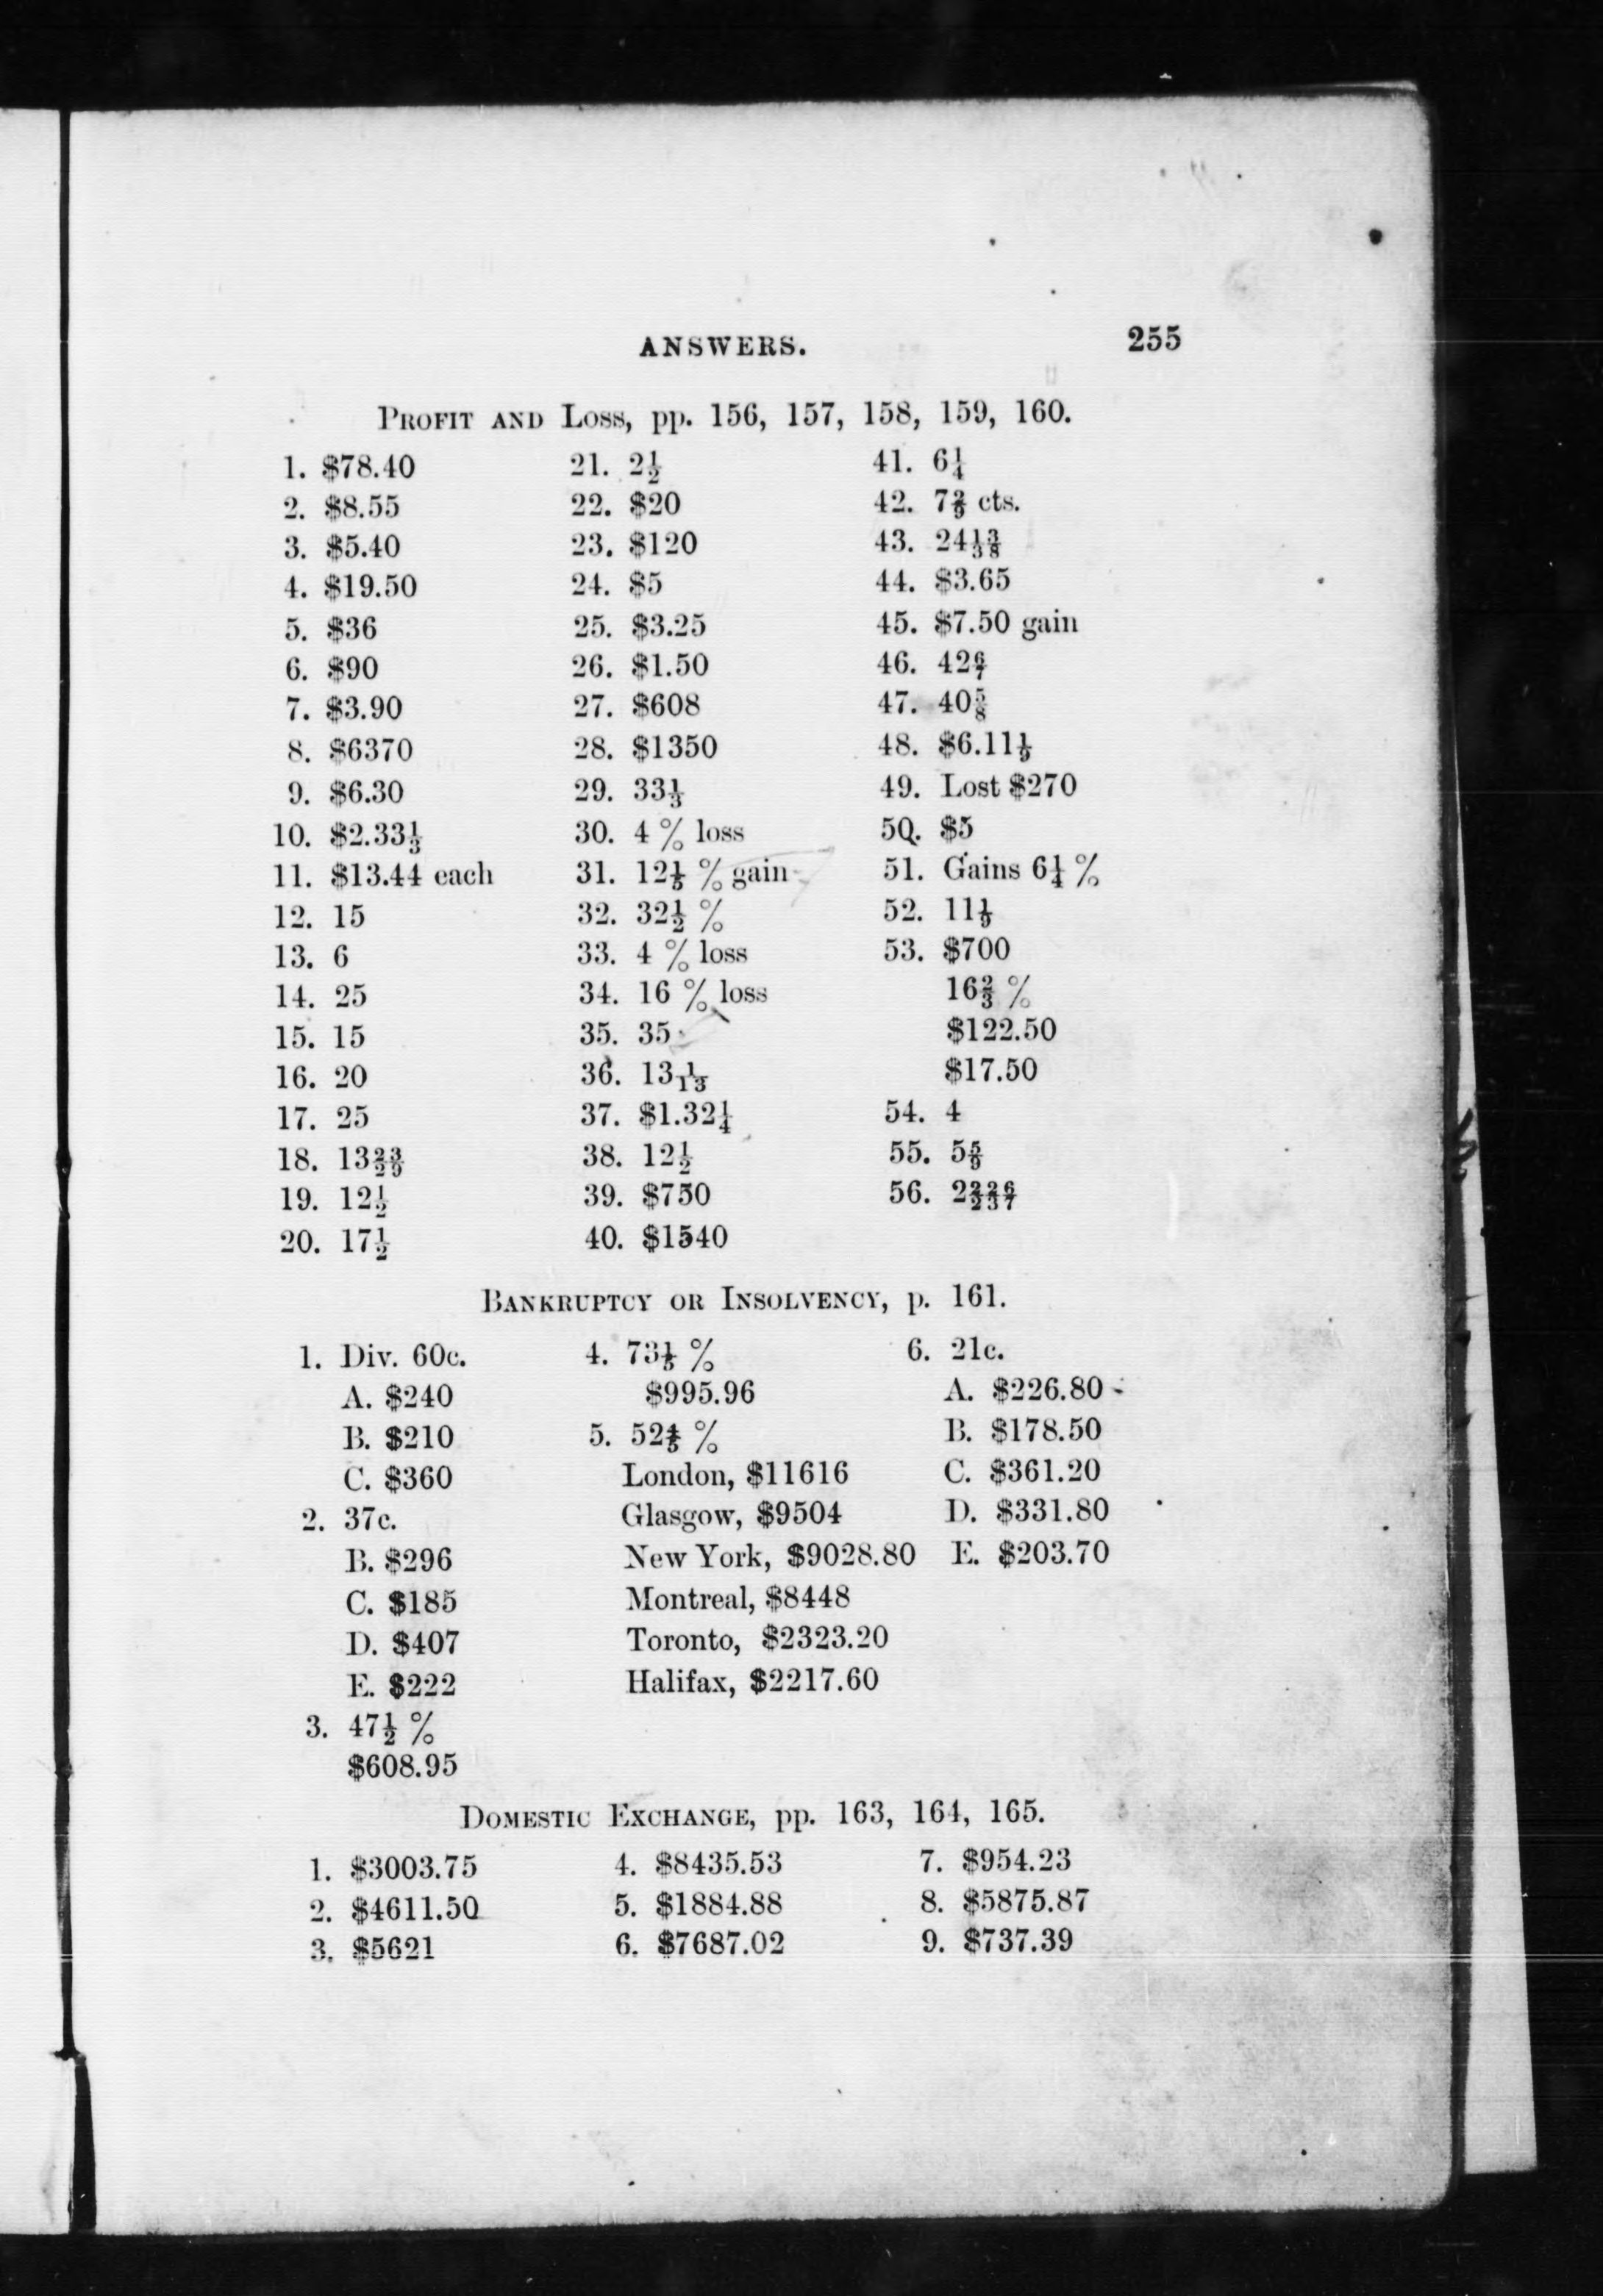 ANSWERS. 255
PROFIT AND LOSS, pp. 156, 157, 158, 159, 160.
1. $78.40
2. $8.55
3. $5.40
4. $19.50
5. $36
6. $90
7. $3.90
8. $6370
9. $6.30
10. $2.33⅓
11. $13.44 each
12. 15
13. 6
14. 25
15. 15
16. 20
17. 25
18. 13 23/29
19. 12½
20. 17½
21. 2½
22. $20
23. $120
24. $5
25. $3.25
26. $1.50
27. $608
28. $1350
29. 33⅓
30. 4 % loss
31. 12⅕ % gain
32. 32½ %
33. 4 % loss
34. 16 % loss
35. 35
36. 13 1/13
37. $1.32¼
38. 12½
39. $750
40. $1540
41. 6¼
42. 7 2/9 cts.
43. 24 13/38
44. $3.65
45. $7.50 gain
46. 42 6/7
47. 40⅝
48. $6.11 1/9
49. Lost $270
50. $5
51. Gains 6¼ %
52. 11 1/9
53. $700
16⅔ %
$122.50
$17.50
54. 4
55. 5 5/9
56. 2 226/237
BANKRUPTCY OR INSOLVENCY, p. 161.
1. Div. 60c.
A. $240
B. $210
C. $360
2. 37c.
B. $296
C. $185
D. $407
E. $222
3. 47½ %
$608.95
4. 73⅕ %
$995.96
5. 52⅘ %
London, $11616
Glasgow, $9504
New York, $9028.80
Montreal, $8448
Toronto, $2323.20
Halifax, $2217.60
6. 21c.
A. $226.80
B. $178.50
C. $361.20
D. $331.80
E. $203.70
DOMESTIC EXCHANGE, pp. 163, 164, 165.
1. $3003.75
2. $4611.50
3. $5621
4. $8435.53
5. $1884.88
6. $7687.02
7. $954.23
8. $5875.87
9. $737.39